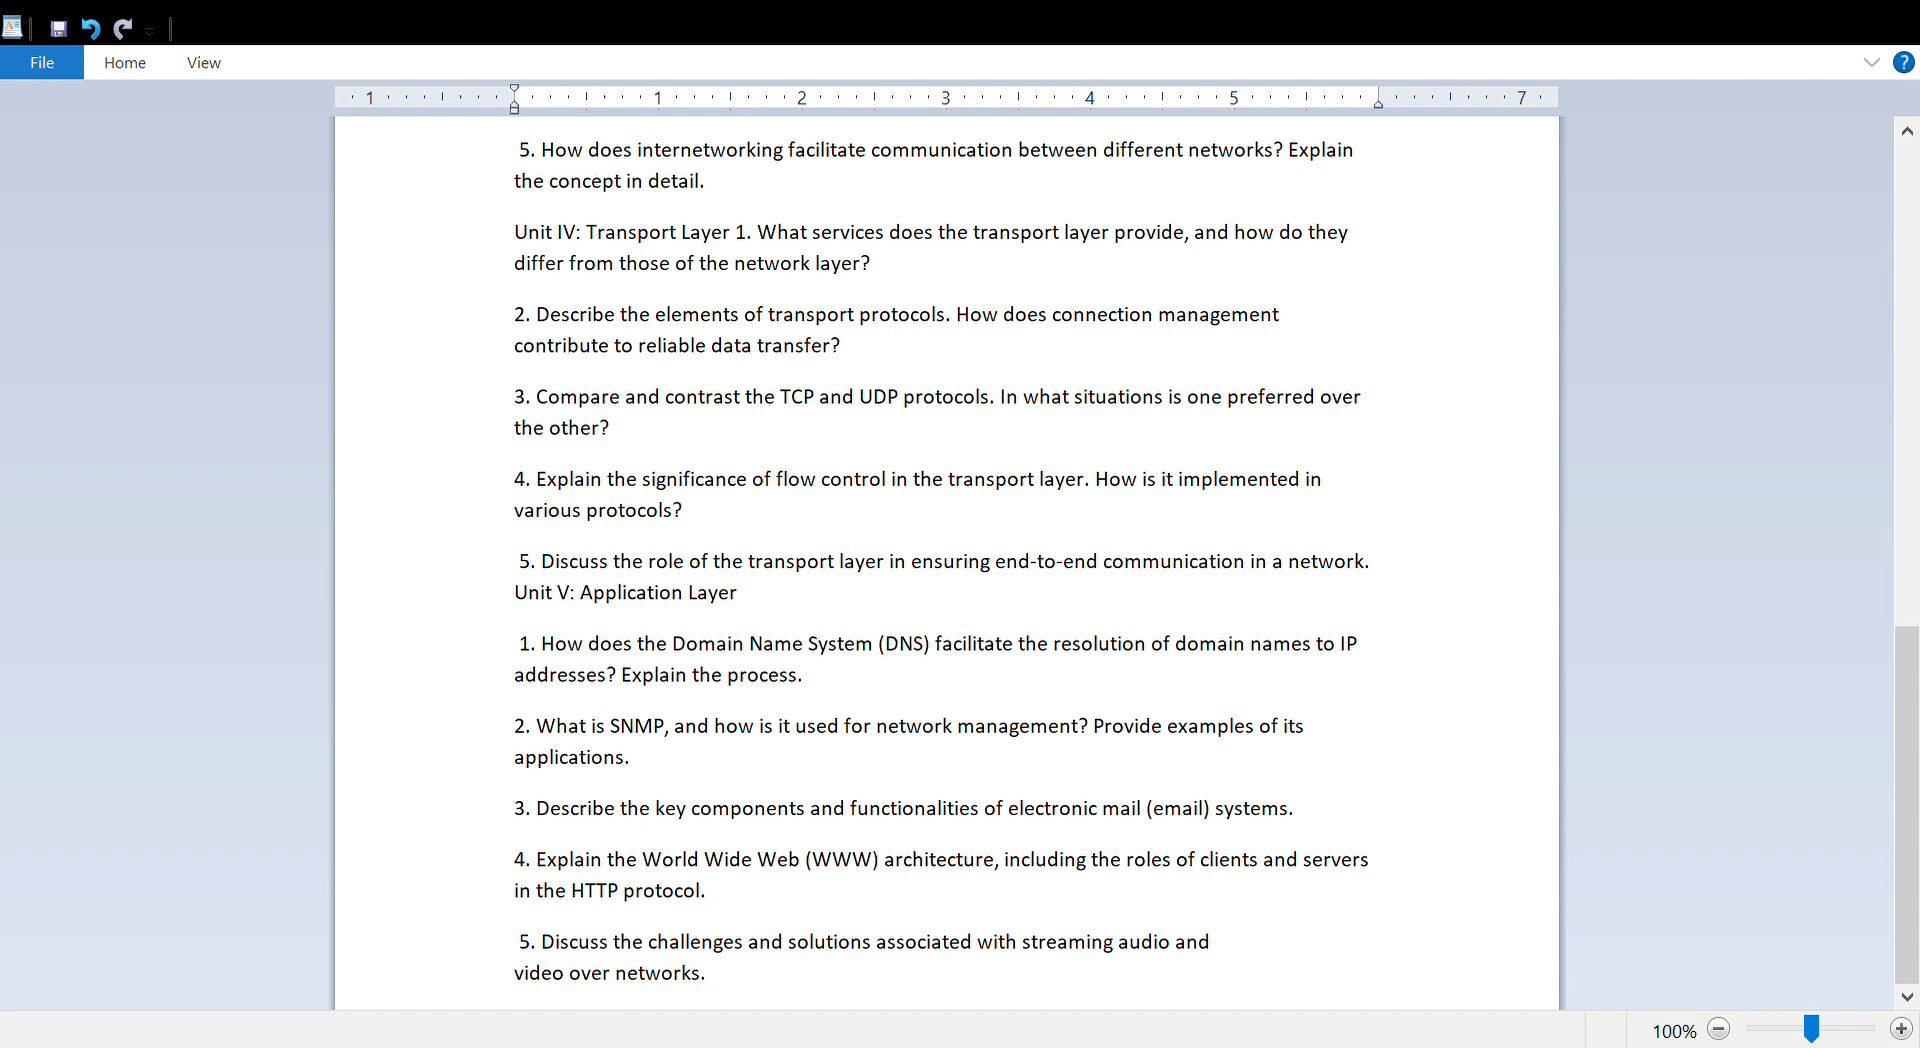 File Home View
1 1 2 3 4 5 7
5. How does internetworking facilitate communication between different networks? Explain
the concept in detail.
Unit IV: Transport Layer 1. What services does the transport layer provide, and how do they
differ from those of the network layer?
2. Describe the elements of transport protocols. How does connection management
contribute to reliable data transfer?
3. Compare and contrast the TCP and UDP protocols. In what situations is one preferred over
the other?
4. Explain the significance of flow control in the transport layer. How is it implemented in
various protocols?
5. Discuss the role of the transport layer in ensuring end-to-end communication in a network.
Unit V: Application Layer
1. How does the Domain Name System (DNS) facilitate the resolution of domain names to IP
addresses? Explain the process.
2. What is SNMP, and how is it used for network management? Provide examples of its
applications.
3. Describe the key components and functionalities of electronic mail (email) systems.
4. Explain the World Wide Web (WWW) architecture, including the roles of clients and servers
in the HTTP protocol.
5. Discuss the challenges and solutions associated with streaming audio and
video over networks.
100%